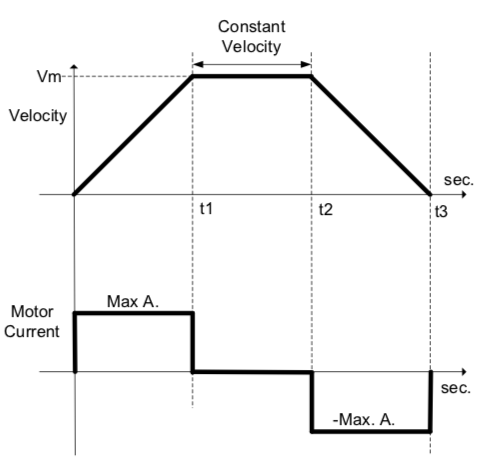 Constant
Velocity
Vm
Velocity
sec.
t1
t2
t3
Motor
Current
Max A.
sec.
-Max. A.